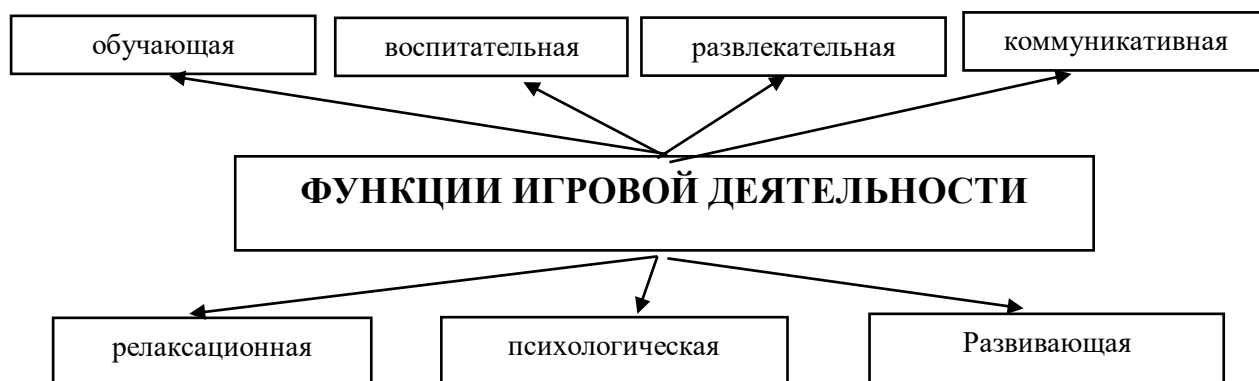 обучающая
воспитательная
развлекательная
коммуникативная
ФУНКЦИИ ИГРОВОЙ ДЕЯТЕЛЬНОСТИ
релаксационная
психологическая
Развивающая